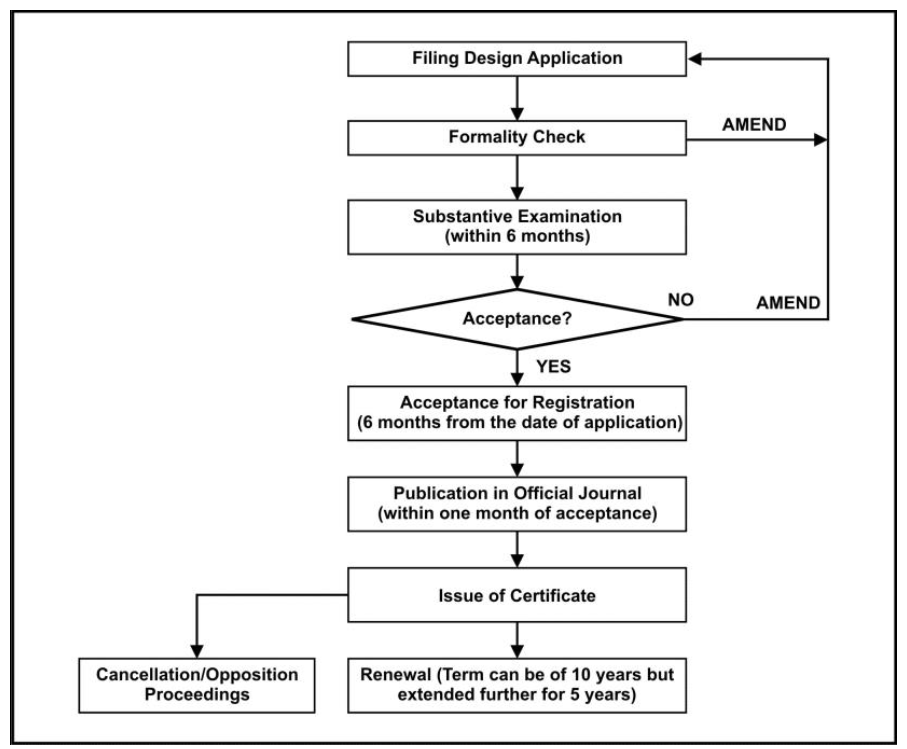 Filing Design Application
Formality Check
AMEND
Substantive Examination
(within 6 months)
Acceptance?
NO
AMEND
YES
Acceptance for Registration
(6 months from the date of application)
Publication in Official Journal
(within one month of acceptance)
Issue of Certificate
Cancellation/Opposition
Proceedings
Renewal (Term can be of 10 years but
extended further for 5 years)